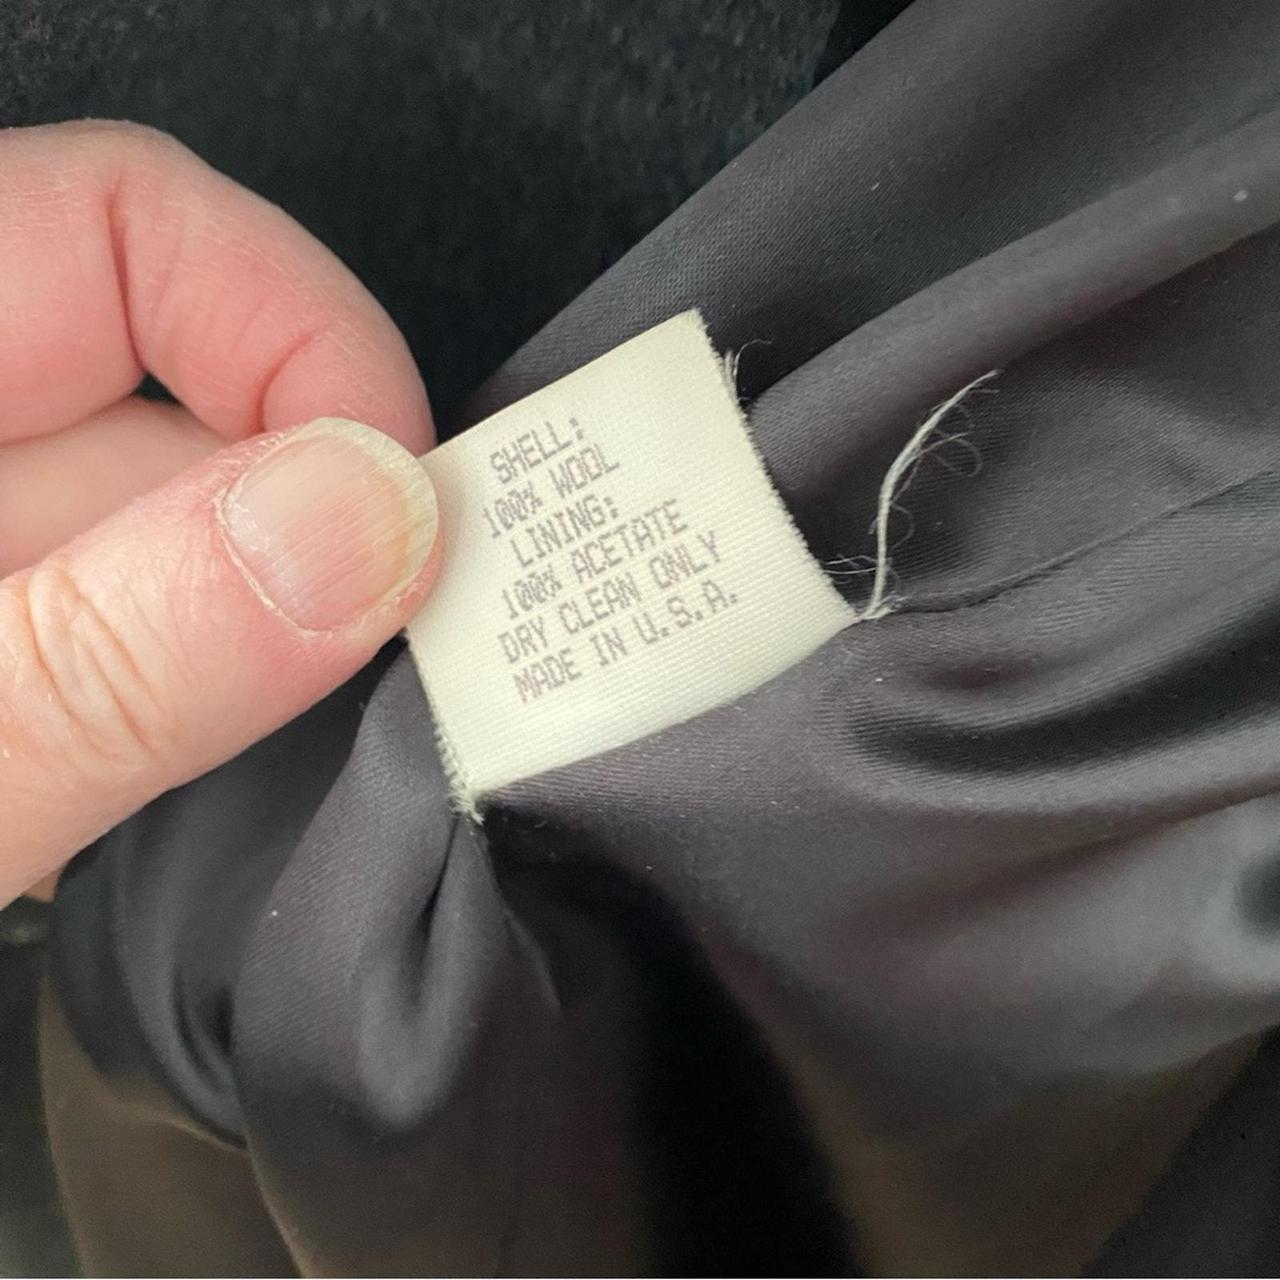 SHELL:
100% WOOL
LINING:
100% ACETATE
DRY CLEAN ONLY
MADE IN U.S.A.